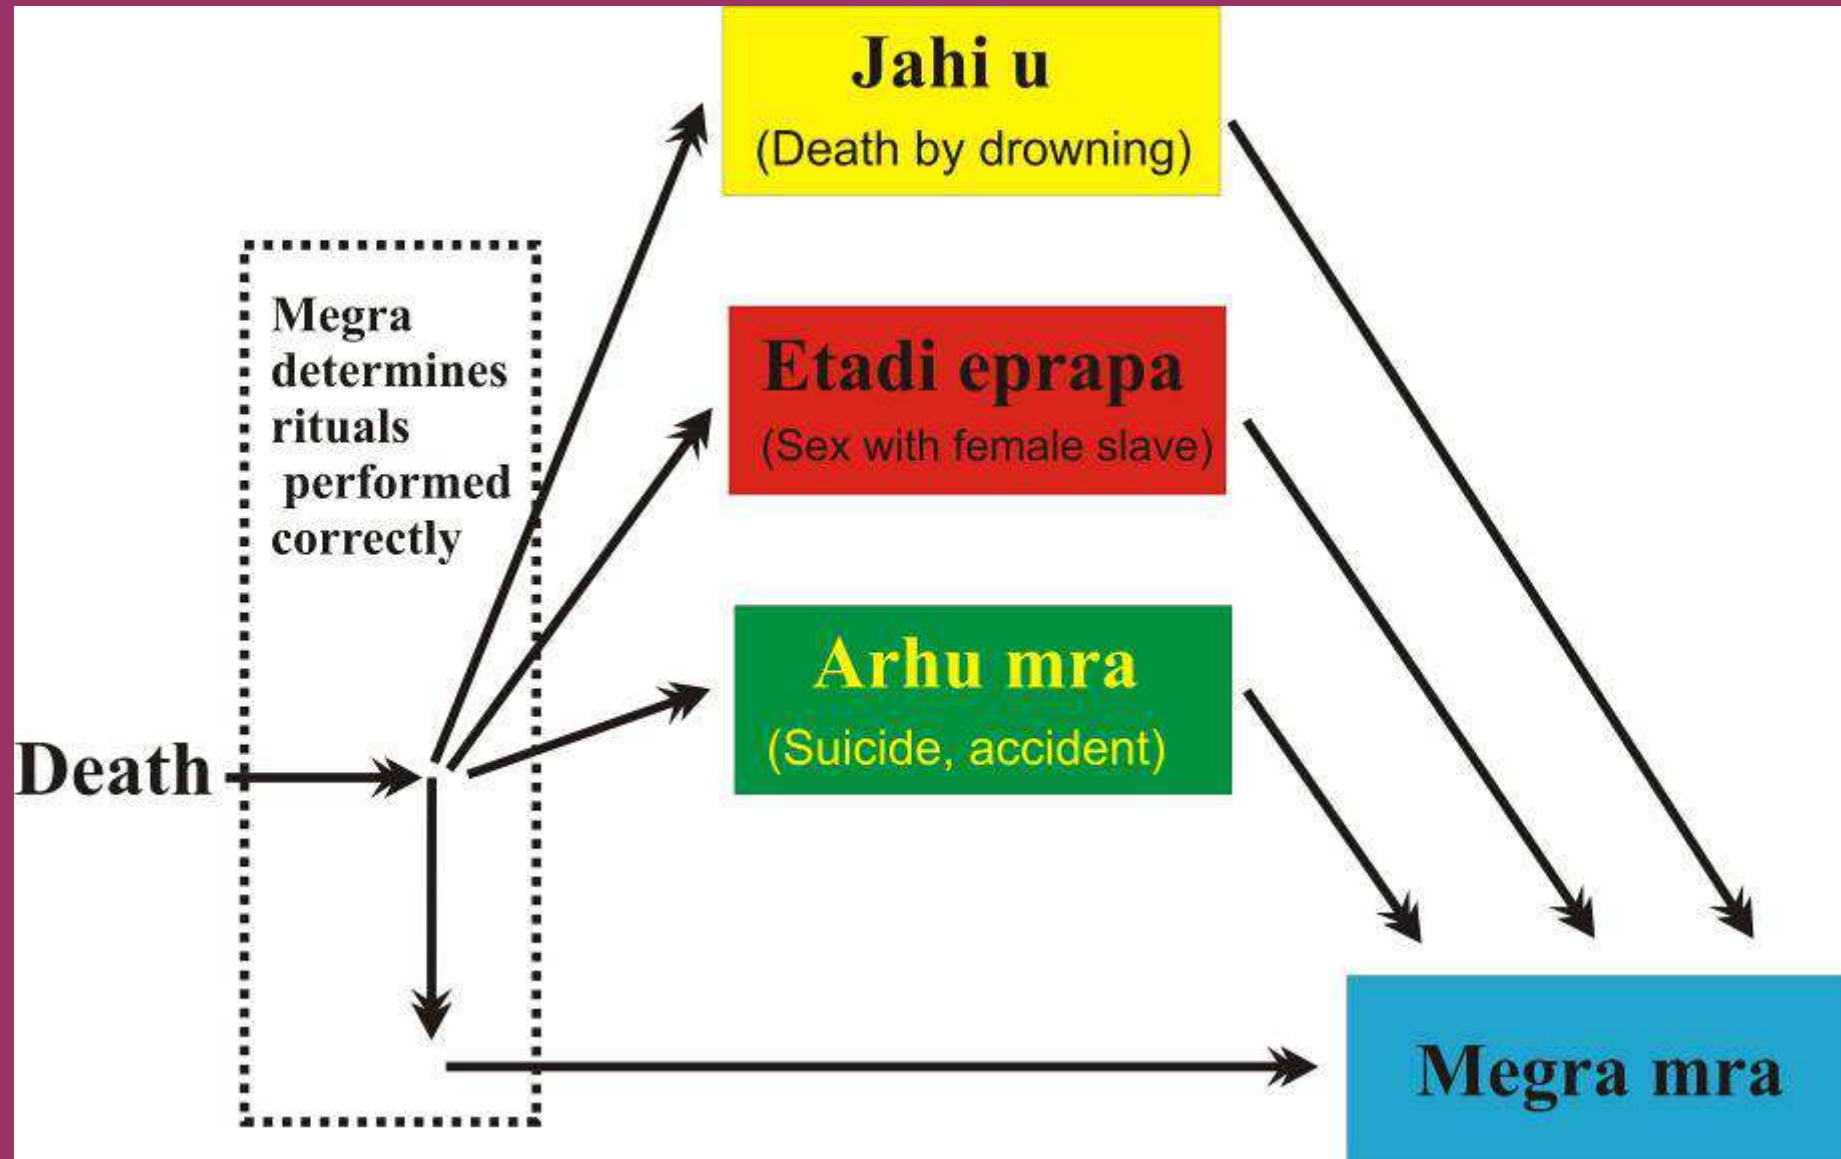 Jahi u
(Death by drowning)
Megra
determines
rituals
performed
correctly
Etadi eprapa
(Sex with female slave)
Arhu mra
(Suicide, accident)
Death
Megra mra